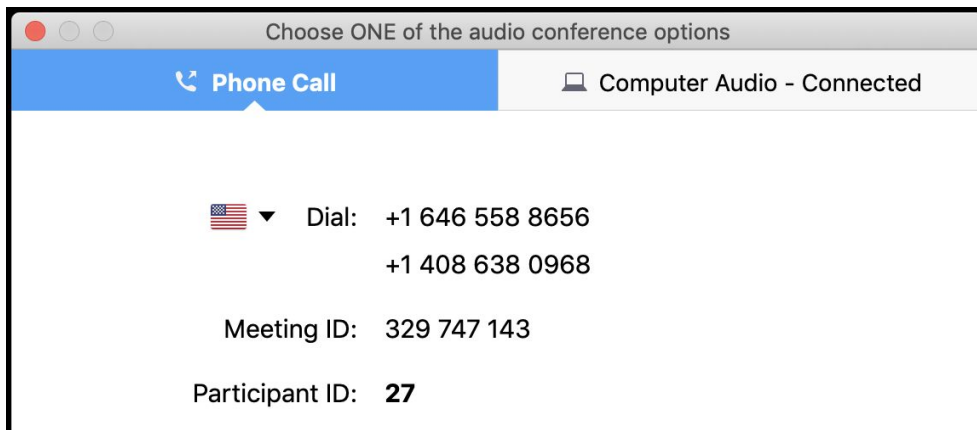 Choose ONE of the audio conference options
Phone Call
Computer Audio - Connected
Dial: +1 646 558 8656
+1 408 638 0968
Meeting ID: 329 747 143
Participant ID: 27